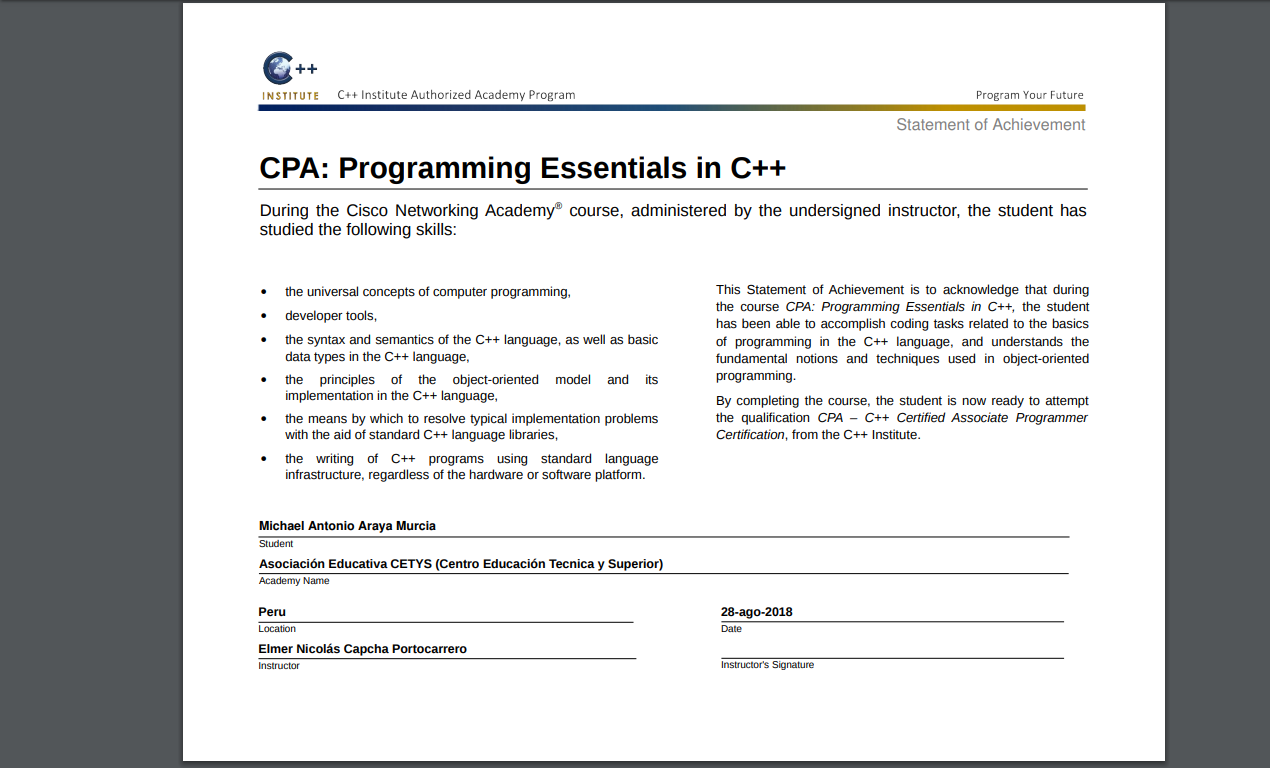 C++
INSTITUTE
C++ Institute Authorized Academy Program
Program Your Future
Statement of Achievement
CPA: Programming Essentials in C++
During the Cisco Networking Academy® course, administered by the undersigned instructor, the student has
studied the following skills:
• the universal concepts of computer programming,
• developer tools,
• the syntax and semantics of the C++ language, as well as basic
data types in the C++ language,
• the principles of the object-oriented model and its
implementation in the C++ language,
• the means by which to resolve typical implementation problems
with the aid of standard C++ language libraries,
• the writing of C++ programs using standard language
infrastructure, regardless of the hardware or software platform.
This Statement of Achievement is to acknowledge that during
the course CPA: Programming Essentials in C++, the student
has been able to accomplish coding tasks related to the basics
of programming in the C++ language, and understands the
fundamental notions and techniques used in object-oriented
programming.
By completing the course, the student is now ready to attempt
the qualification CPA – C++ Certified Associate Programmer
Certification, from the C++ Institute.
Michael Antonio Araya Murcia
Student
Asociación Educativa CETYS (Centro Educación Tecnica y Superior)
Academy Name
Peru
Location
28-ago-2018
Date
Elmer Nicolás Capcha Portocarrero
Instructor
Instructor's Signature